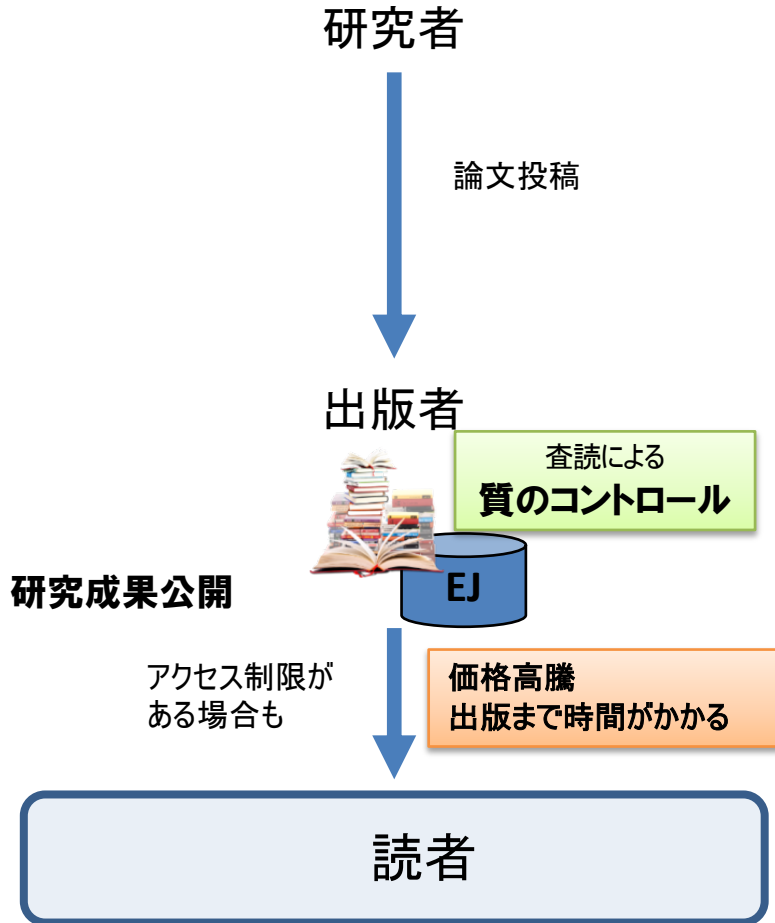 研究者
論文投稿
出版者
査読による
質のコントロール
EJ
研究成果公開
アクセス制限が
ある場合も
価格高騰
出版まで時間がかかる
読者